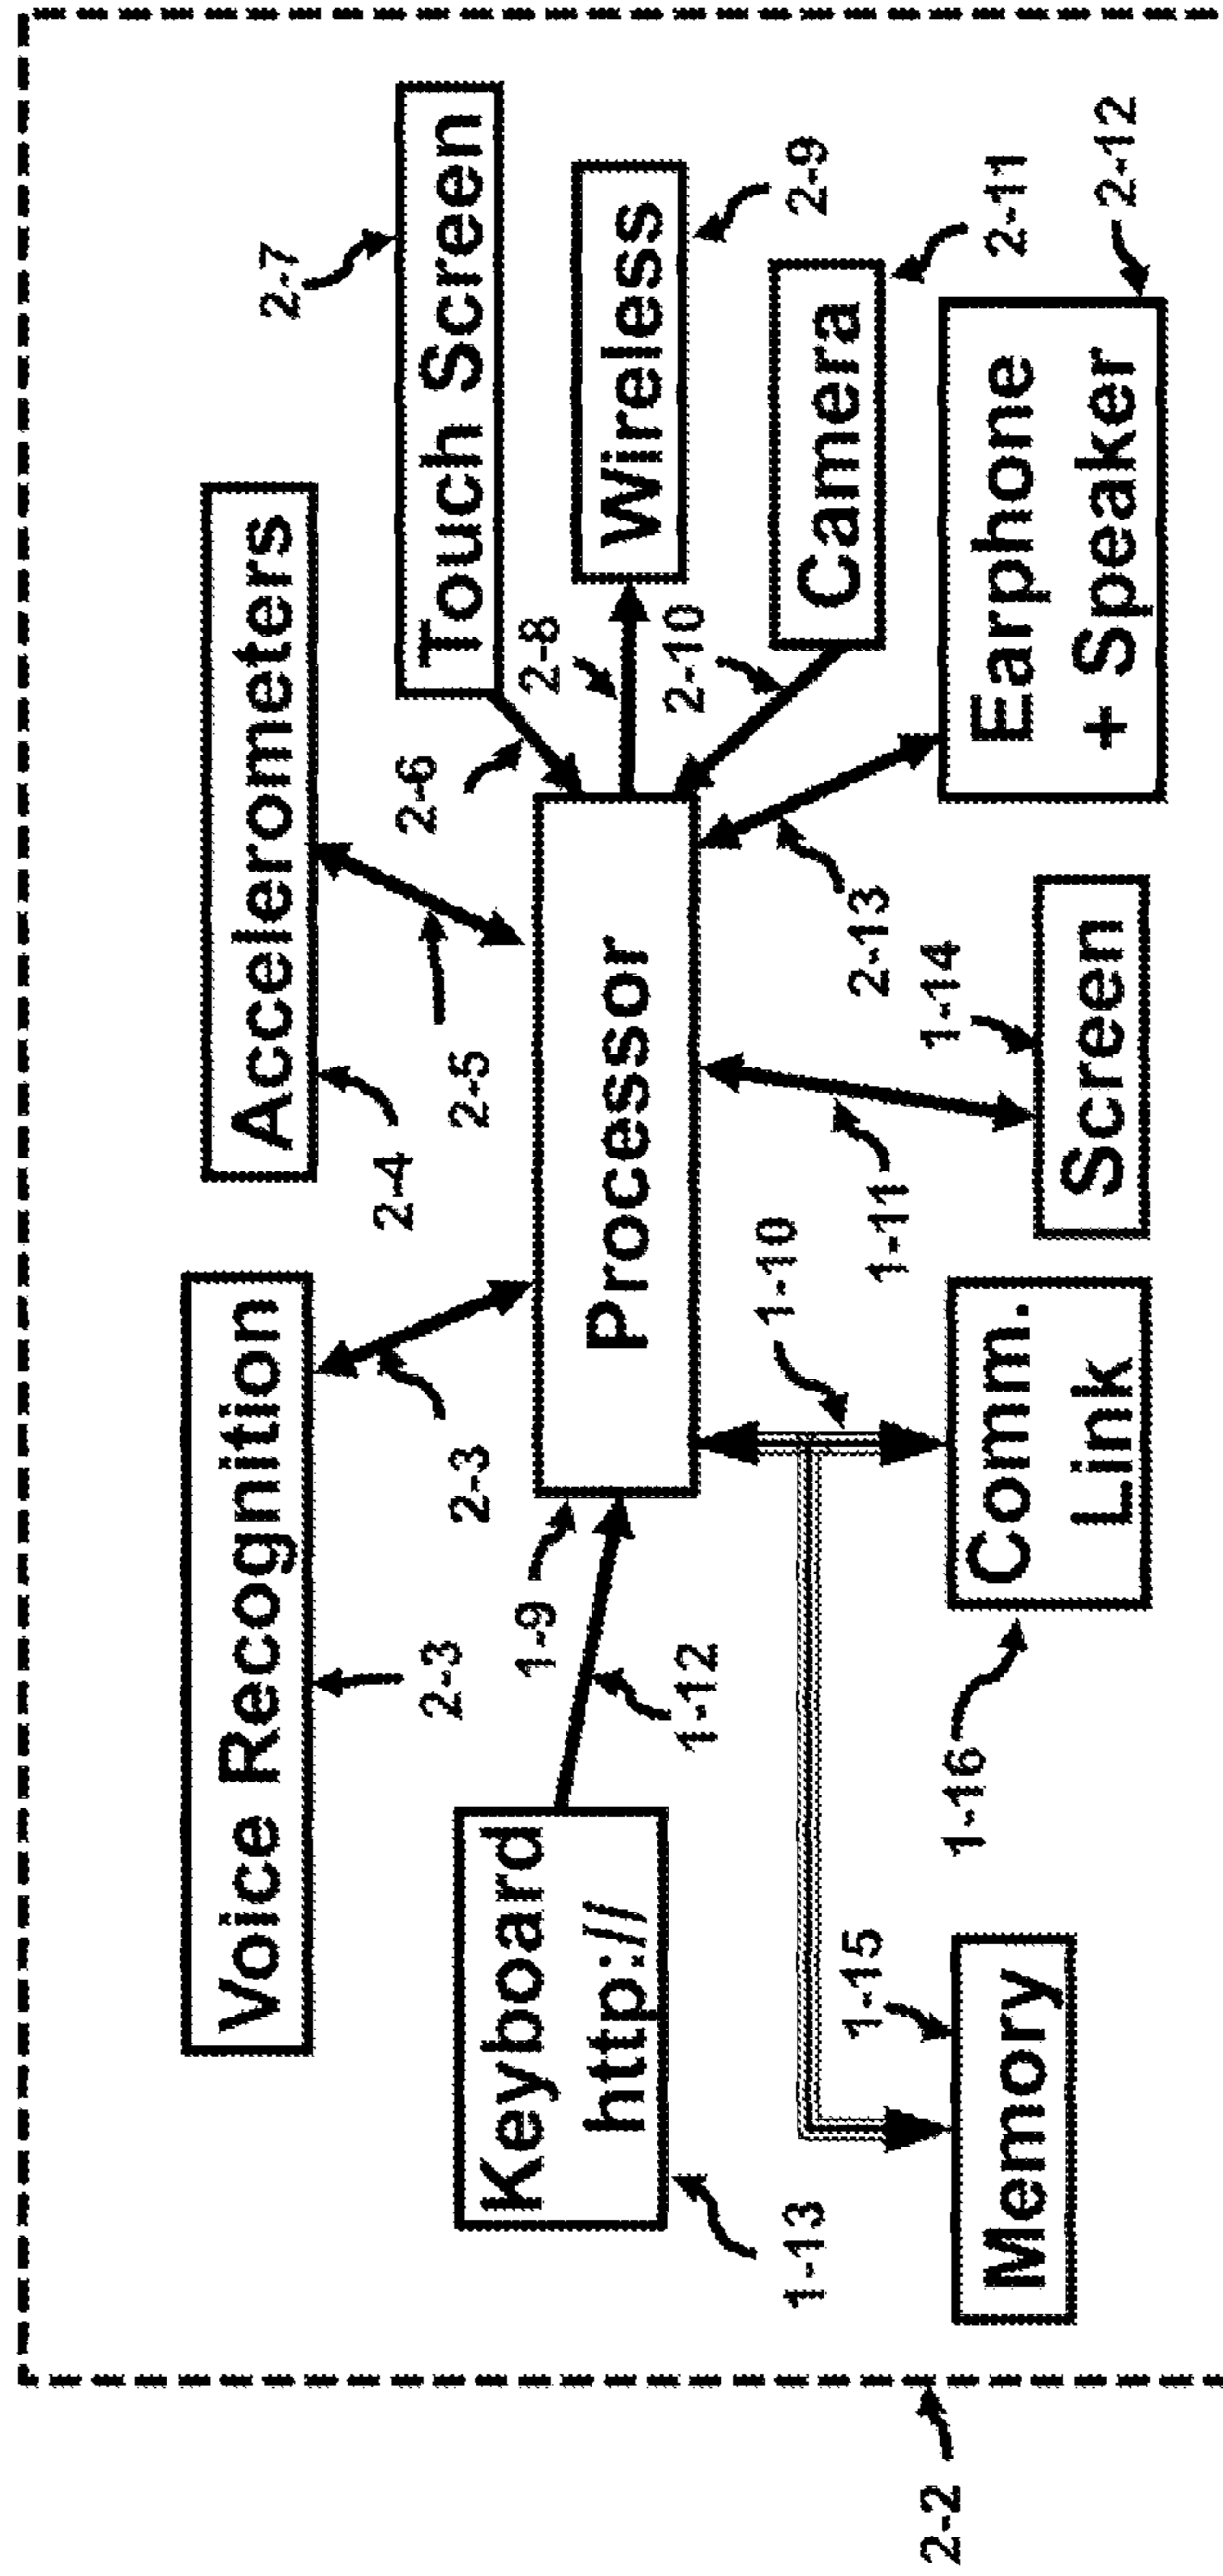 Voice Recognition
Accelerometers
2-7
2-4
2-5
2-6
Touch Screen
2-3
2-3
Keyboard
http://
1-9
2-8
Wireless
Processor
1-12
2-10
2-9
1-13
1-10
Camera
1-15
1-11
2-13
2-11
1-16
1-14
2-2
Memory
Comm.
Link
Screen
Earphone
+ Speaker
2-12